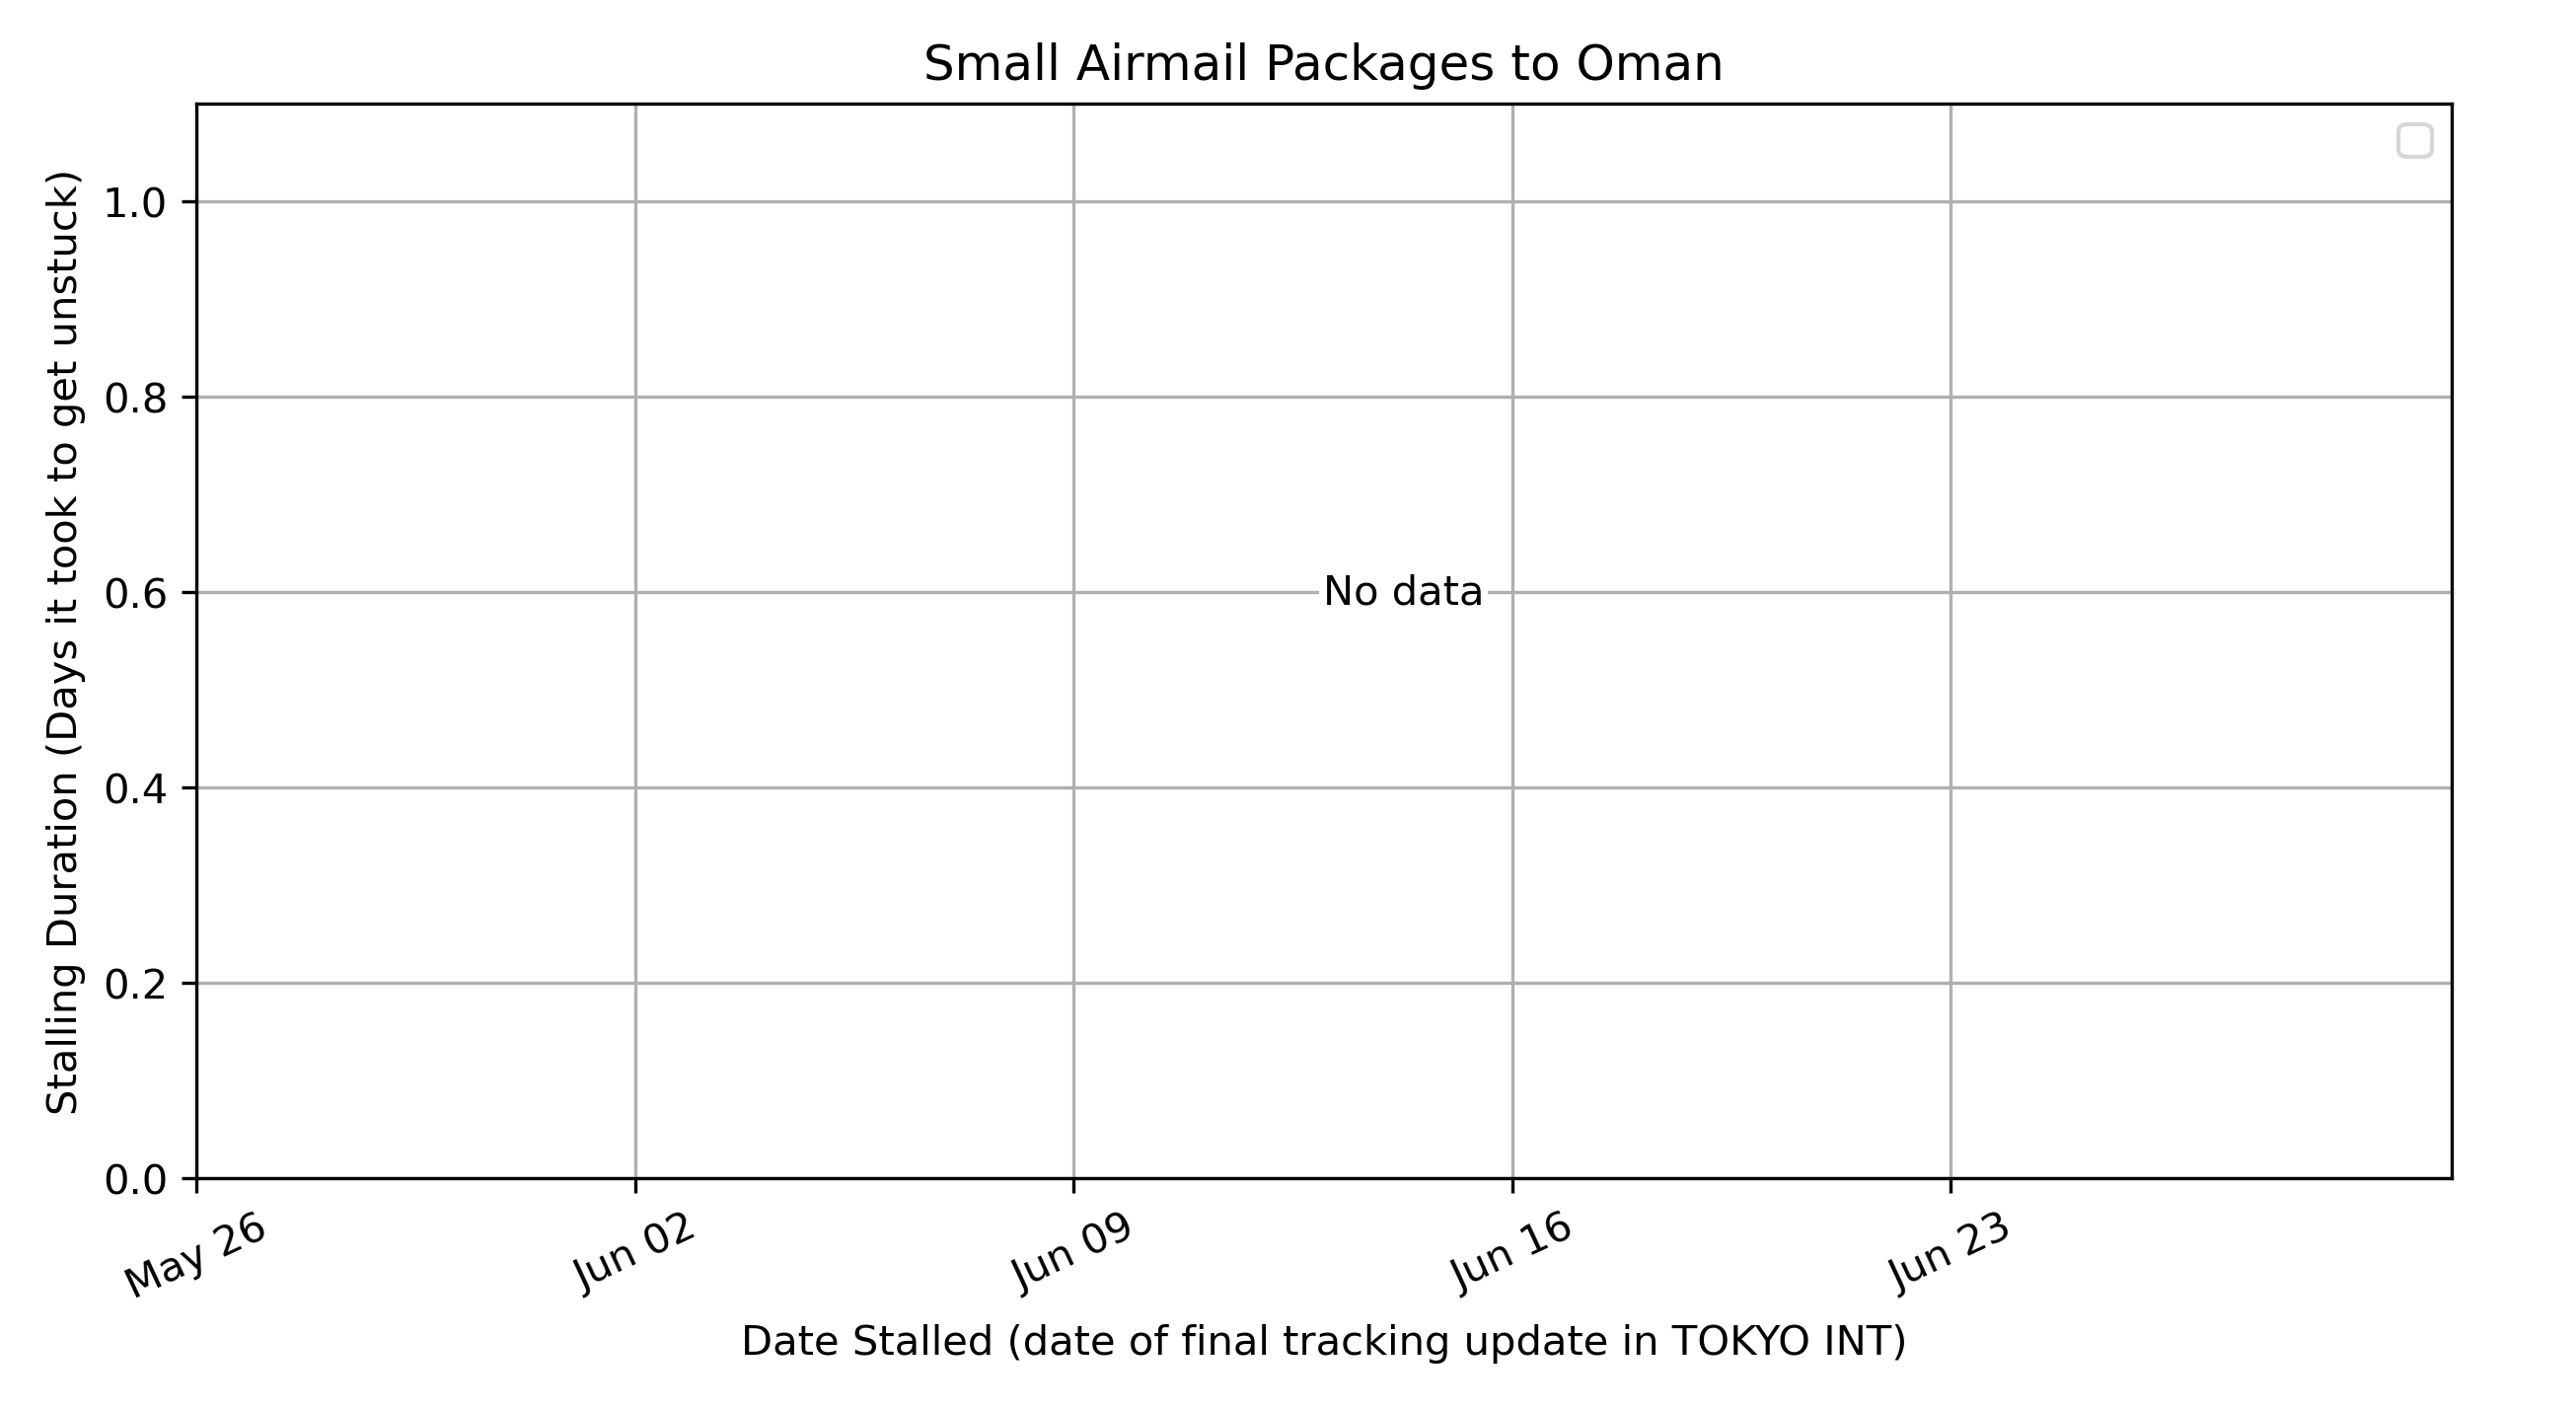 Small Airmail Packages to Oman
Stalling Duration (Days it took to get unstuck)
1.0
0.8
0.6
0.4
0.2
0.0
No data
May 26
Jun 02
Jun 09
Jun 16
Jun 23
Date Stalled (date of final tracking update in TOKYO INT)